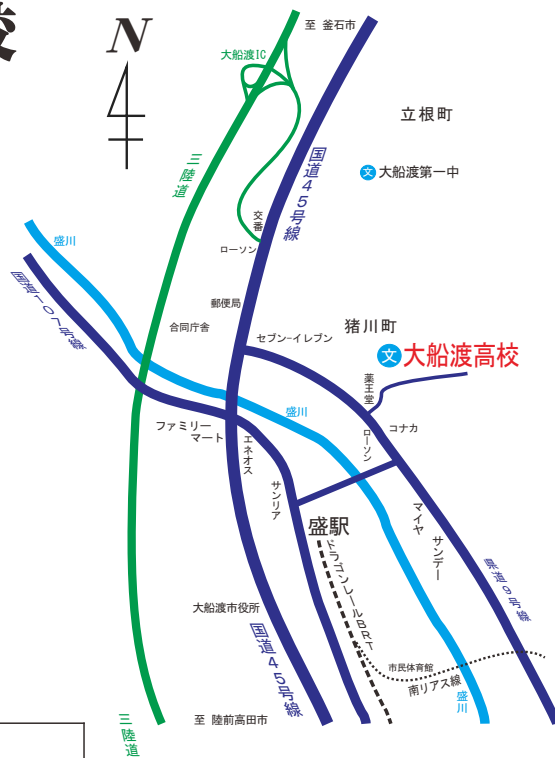 校
N
至 釜石市
大船渡IC
立根町
三陸道
国道45号線
文 大船渡第一中
交番
盛川
ローソン
国道107号線
郵便局
合同庁舎
猪川町
セブン-イレブン
文 大船渡高校
薬王堂
盛川
ファミリーマート
エネオス
ローソン
コナカ
サンリア
マイヤ
盛駅
サンデー
ドラゴンレールBRT
県道9号線
大船渡市役所
国道45号線
市民体育館
南リアス線
盛川
至 陸前高田市
三陸道